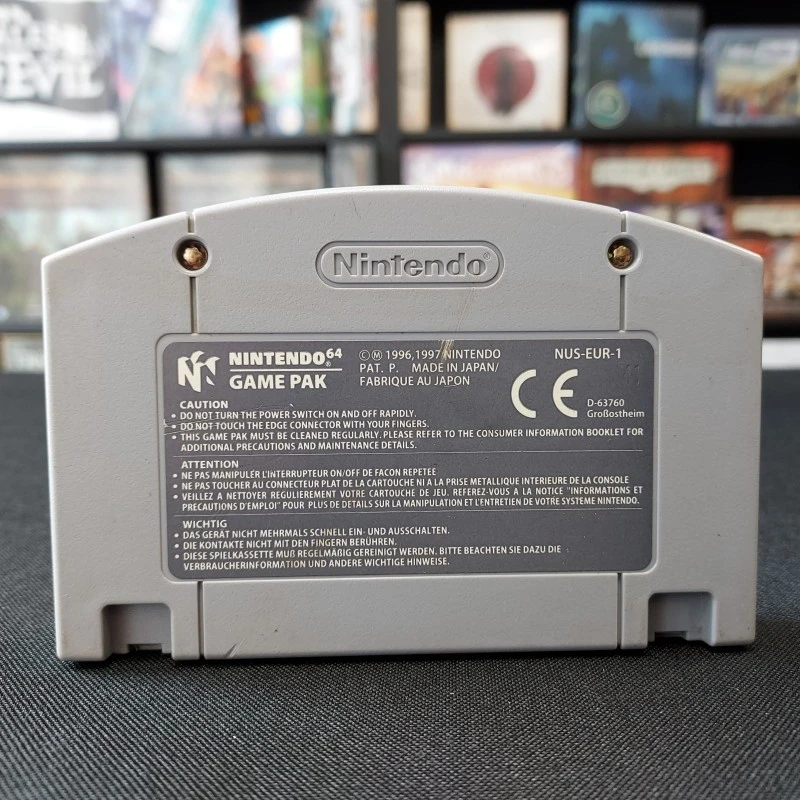 EVIL
Nintendo®
NINTENDO64
GAME PAK
©Ⓜ 1996,1997 NINTENDO
PAT. P. MADE IN JAPAN/
FABRIQUE AU JAPON
NUS-EUR-1
CE
D-63760
Großostheim
CAUTION
• DO NOT TURN THE POWER SWITCH ON AND OFF RAPIDLY.
• DO NOT TOUCH THE EDGE CONNECTOR WITH YOUR FINGERS.
• THIS GAME PAK MUST BE CLEANED REGULARLY. PLEASE REFER TO THE CONSUMER INFORMATION BOOKLET FOR
ADDITIONAL PRECAUTIONS AND MAINTENANCE DETAILS.
ATTENTION
• NE PAS MANIPULER L'INTERRUPTEUR ON/OFF DE FACON REPETEE
• NE PAS TOUCHER AU CONNECTEUR PLAT DE LA CARTOUCHE NI A LA PRISE METALLIQUE INTERIEURE DE LA CONSOLE
• VEILLEZ A NETTOYER REGULIEREMENT VOTRE CARTOUCHE DE JEU. REFEREZ-VOUS A LA NOTICE "INFORMATIONS ET
PRECAUTIONS D'EMPLOI" POUR PLUS DE DETAILS SUR LA MANIPULATION ET L'ENTRETIEN DE VOTRE SYSTEME NINTENDO.
WICHTIG
• DAS GERÄT NICHT MEHRMALS SCHNELL EIN- UND AUSSCHALTEN.
• DIE KONTAKTE NICHT MIT DEN FINGERN BERÜHREN.
• DIESE SPIELKASSETTE MUß REGELMÄßIG GEREINIGT WERDEN. BITTE BEACHTEN SIE DAZU DIE
VERBRAUCHERINFORMATION UND ANDERE WICHTIGE HINWEISE.